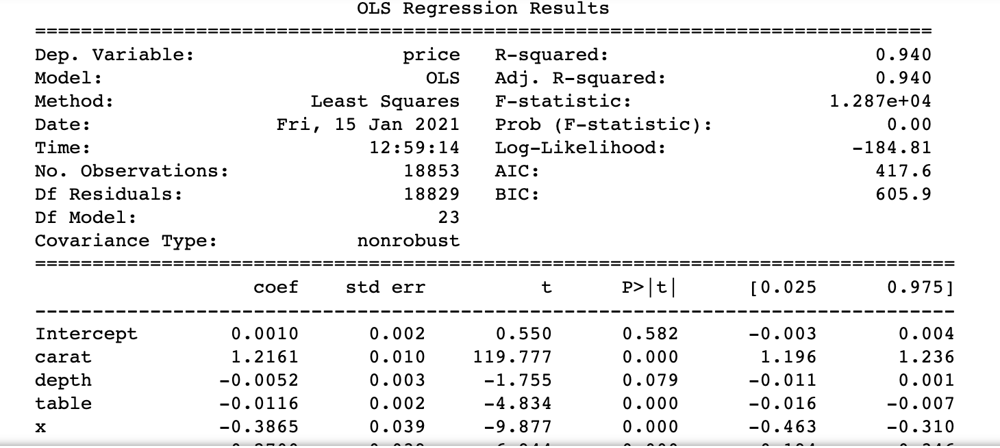 OLS Regression Results
==============================================================================
Dep. Variable:                  price   R-squared:                       0.940
Model:                            OLS   Adj. R-squared:                  0.940
Method:                 Least Squares   F-statistic:                 1.287e+04
Date:                Fri, 15 Jan 2021   Prob (F-statistic):               0.00
Time:                        12:59:14   Log-Likelihood:                -184.81
No. Observations:               18853   AIC:                             417.6
Df Residuals:                   18829   BIC:                             605.9
Df Model:                          23
Covariance Type:            nonrobust
================================================================================
                   coef    std err          t      P>|t|      [0.025      0.975]
--------------------------------------------------------------------------------
Intercept        0.0010      0.002      0.550      0.582      -0.003       0.004
carat            1.2161      0.010    119.777      0.000       1.196       1.236
depth           -0.0052      0.003     -1.755      0.079      -0.011       0.001
table           -0.0116      0.002     -4.834      0.000      -0.016      -0.007
x               -0.3865      0.039     -9.877      0.000      -0.463      -0.310